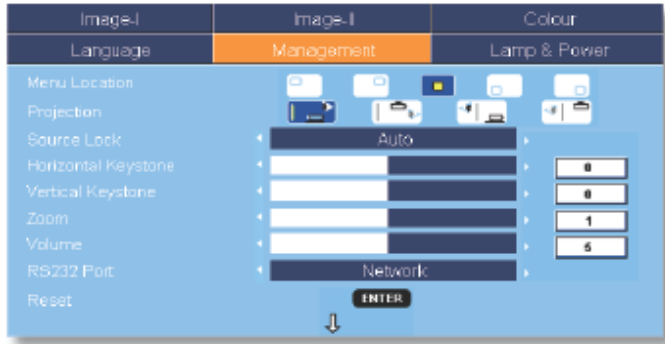 Image-I Image-II Colour
Language Management Lamp & Power
Menu Location
Projection
Source Lock Auto
Horizontal Keystone 0
Vertical Keystone 0
Zoom 1
Volume 5
RS232 Port Network
Reset ENTER